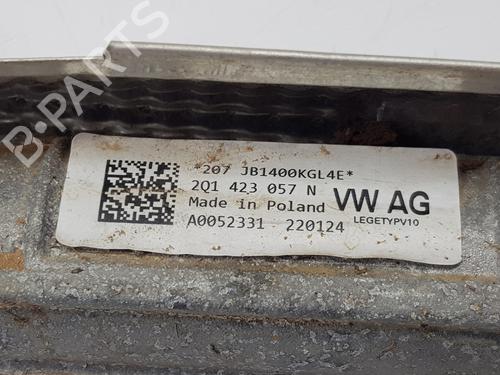 B-PARTS
*207 JB1400KGL4E*
2Q1 423 057 N
Made in Poland
A0052331 220124
VW AG
LEGETYPV10